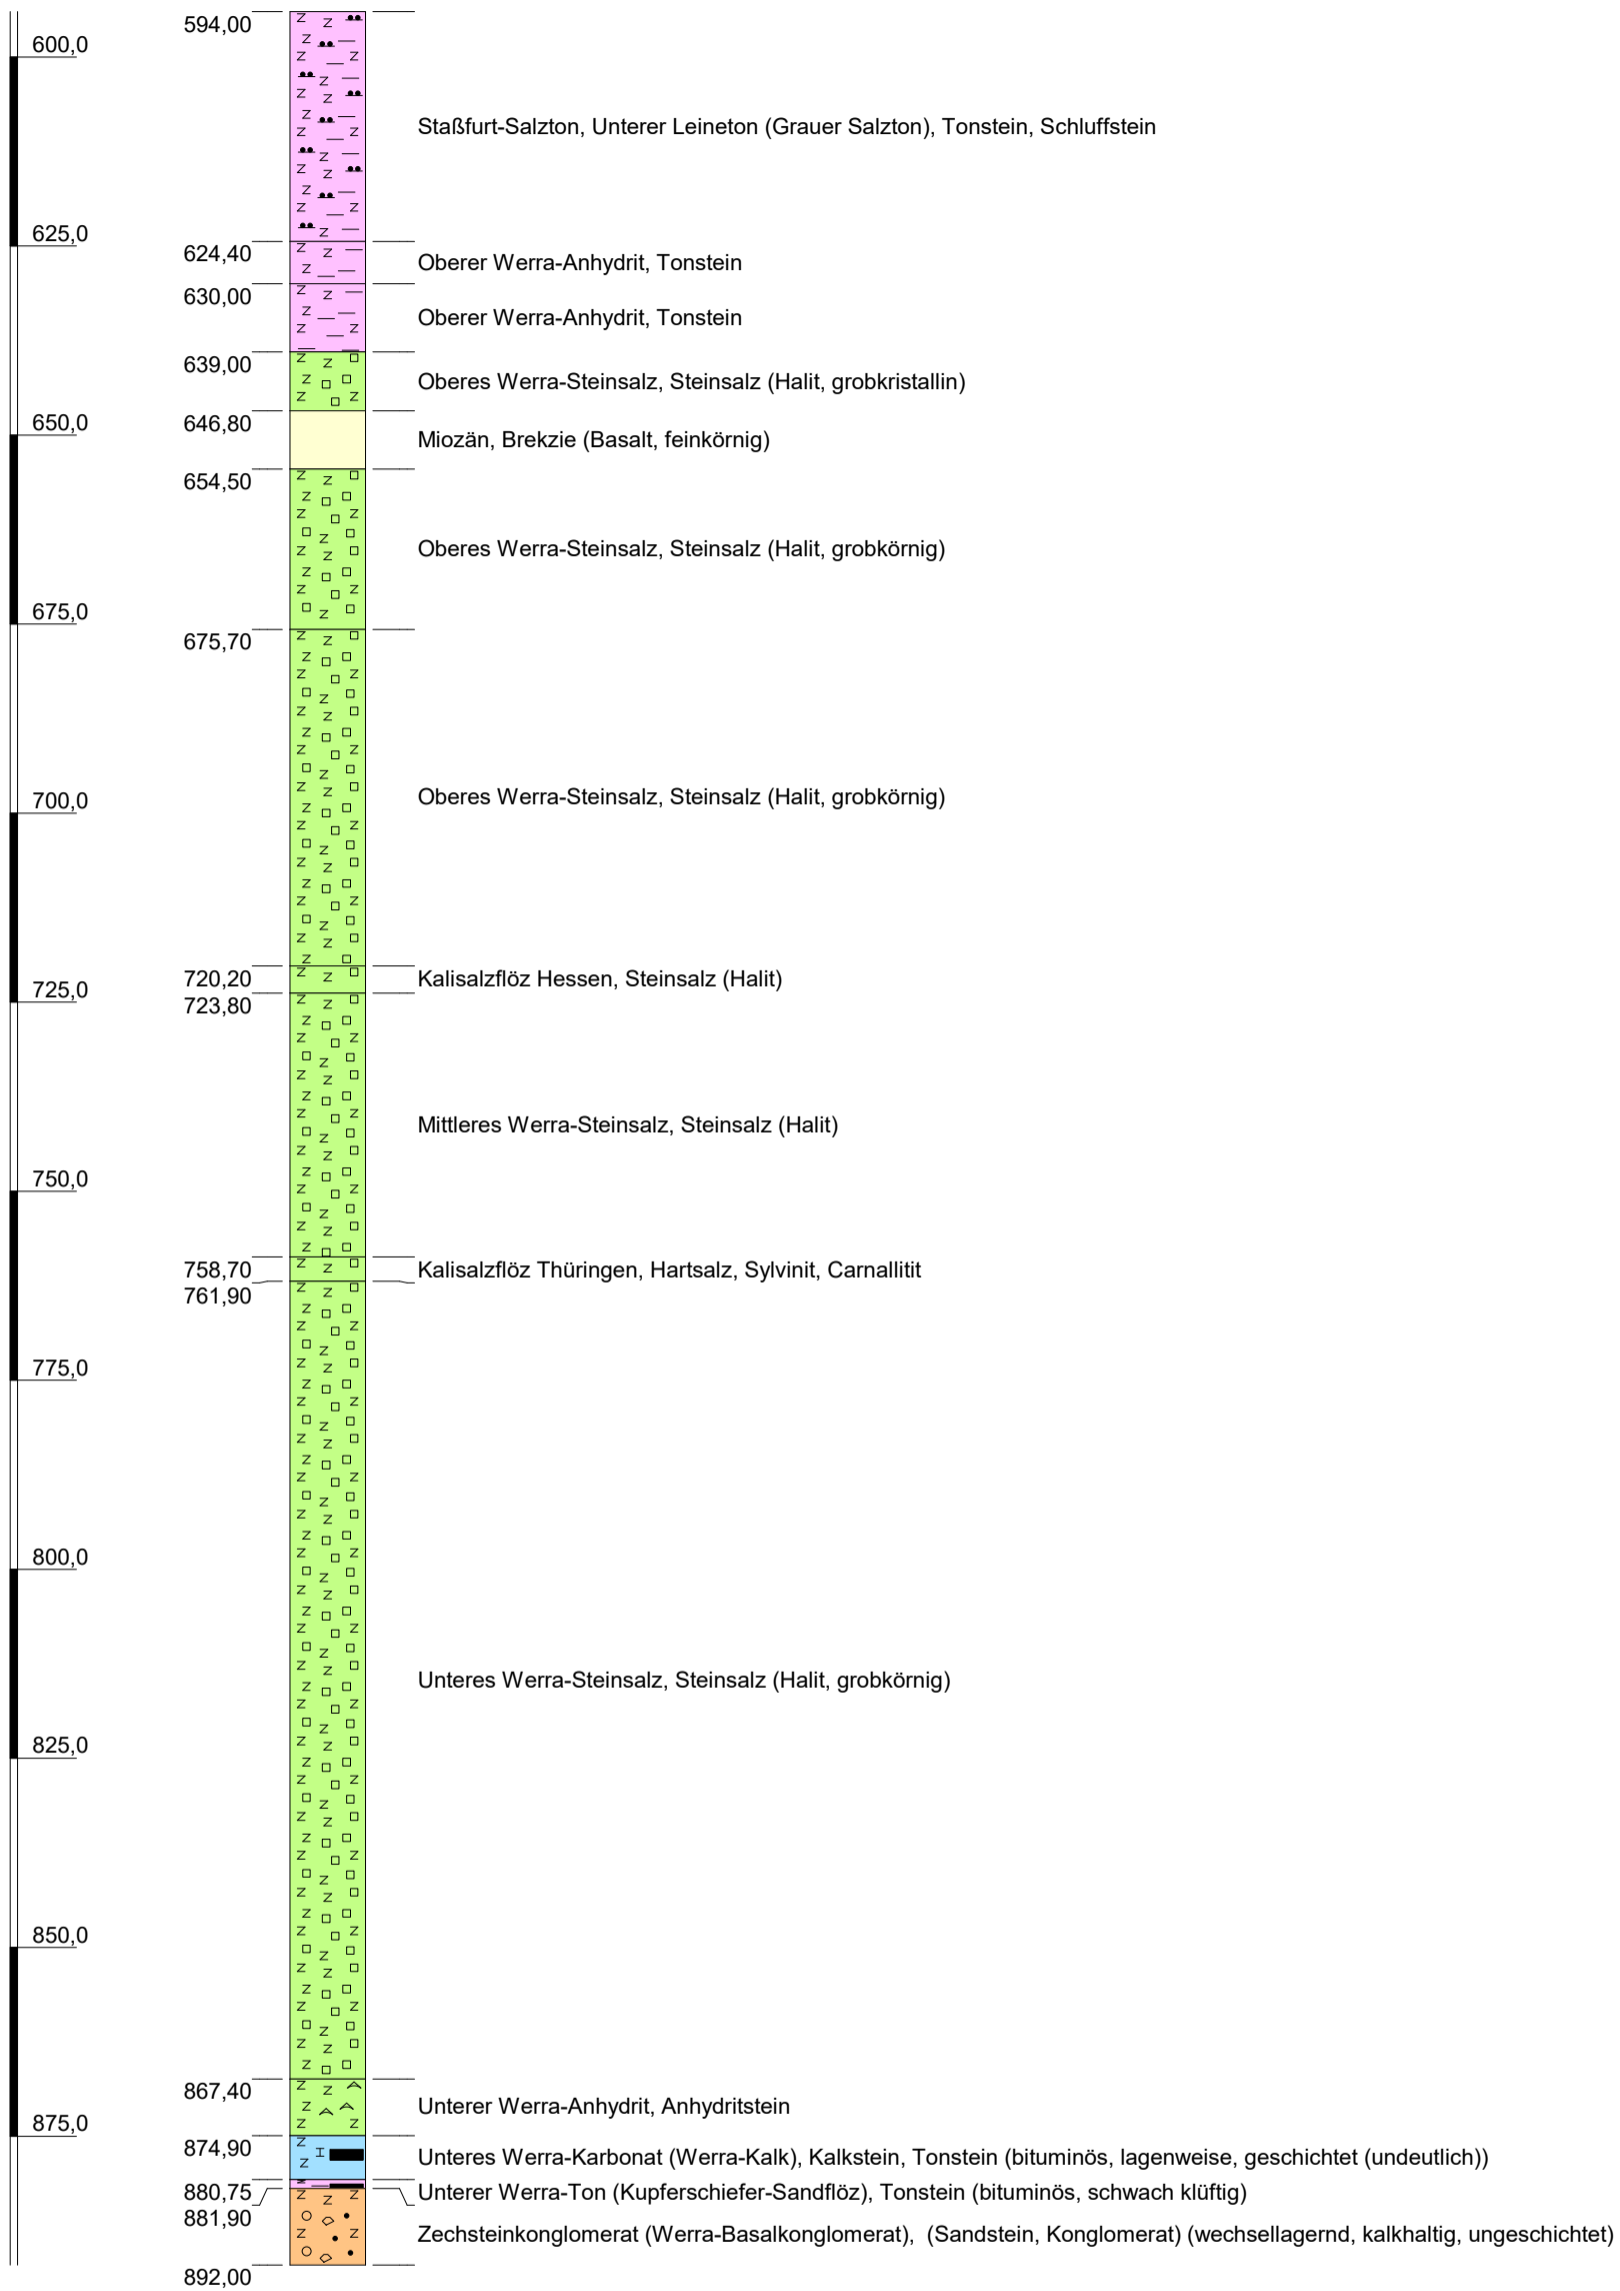 594,00
600,0
Staßfurt-Salzton, Unterer Leineton (Grauer Salzton), Tonstein, Schluffstein
625,0
624,40
Oberer Werra-Anhydrit, Tonstein
630,00
Oberer Werra-Anhydrit, Tonstein
639,00
Oberes Werra-Steinsalz, Steinsalz (Halit, grobkristallin)
650,0
646,80
Miozän, Brekzie (Basalt, feinkörnig)
654,50
Oberes Werra-Steinsalz, Steinsalz (Halit, grobkörnig)
675,0
675,70
Oberes Werra-Steinsalz, Steinsalz (Halit, grobkörnig)
700,0
720,20
Kalisalzflöz Hessen, Steinsalz (Halit)
725,0
723,80
Mittleres Werra-Steinsalz, Steinsalz (Halit)
750,0
758,70
Kalisalzflöz Thüringen, Hartsalz, Sylvinit, Carnallitit
761,90
775,0
800,0
Unteres Werra-Steinsalz, Steinsalz (Halit, grobkörnig)
825,0
850,0
867,40
Unterer Werra-Anhydrit, Anhydritstein
875,0
874,90
Unteres Werra-Karbonat (Werra-Kalk), Kalkstein, Tonstein (bituminös, lagenweise, geschichtet (undeutlich))
880,75
Unterer Werra-Ton (Kupferschiefer-Sandflöz), Tonstein (bituminös, schwach klüftig)
881,90
Zechsteinkonglomerat (Werra-Basalkonglomerat),  (Sandstein, Konglomerat) (wechsellagernd, kalkhaltig, ungeschichtet)
892,00